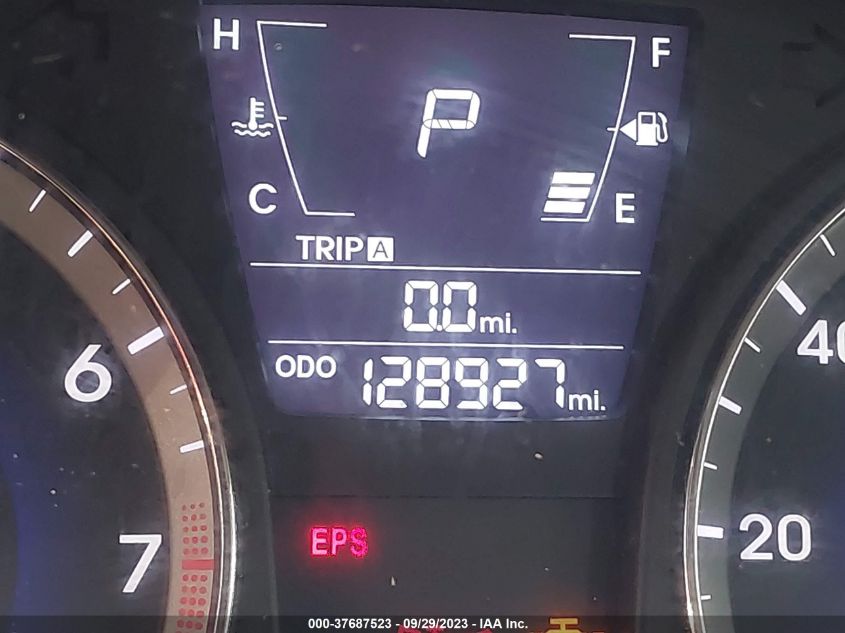 H
F
P
C
E
TRIP A
0.0 mi.
ODO 128927 mi.
6
7
40
20
EPS
000-37687523 - 09/29/2023 - IAA Inc.